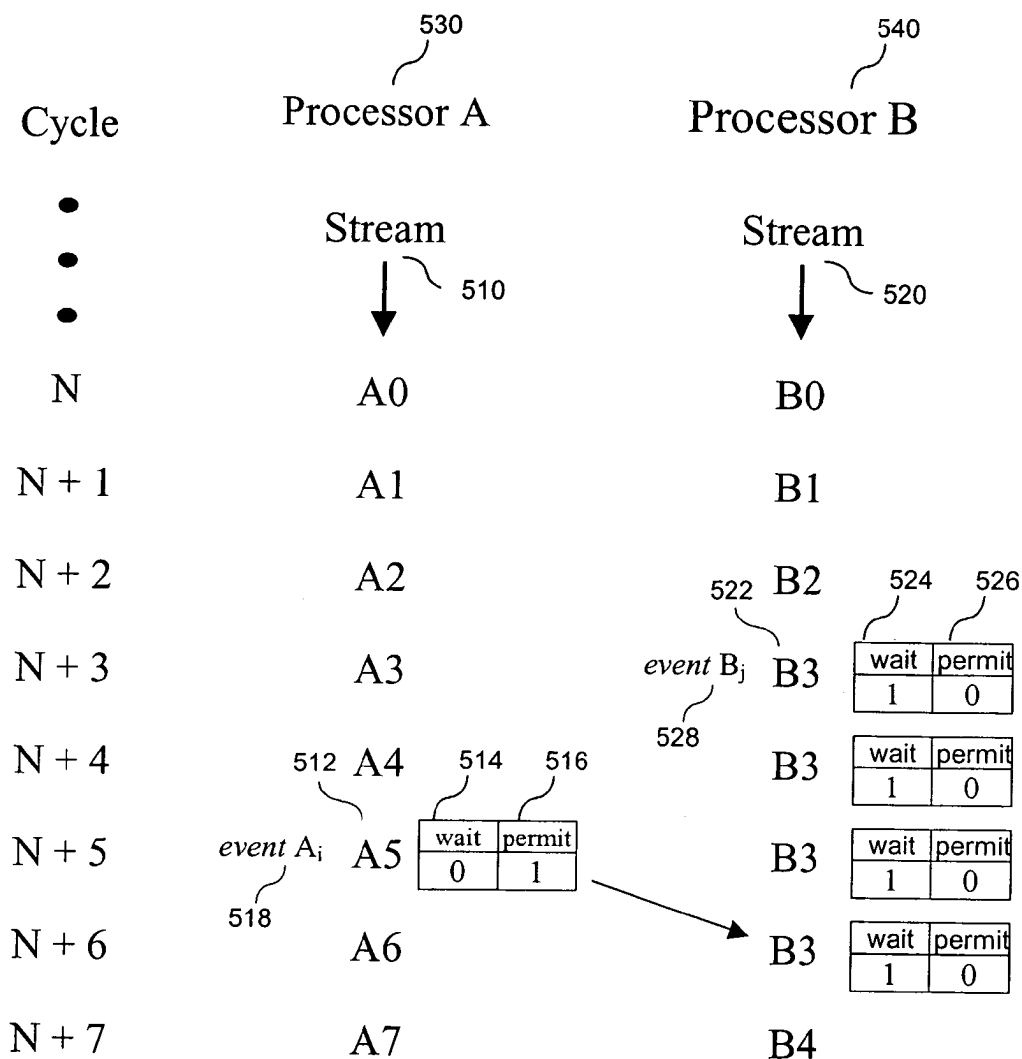 530
540
Cycle Processor A Processor B
Stream Stream
510 520
N A0 B0
N + 1 A1 B1
N + 2 A2 B2
522 524 526
wait permit
N + 3 A3 event Bj B3 1 0
528
wait permit
N + 4 A4 B3 1 0
512 514 516
wait permit wait permit
N + 5 event Ai A5 0 1 B3 1 0
518
wait permit
N + 6 A6 B3 1 0
N + 7 A7 B4